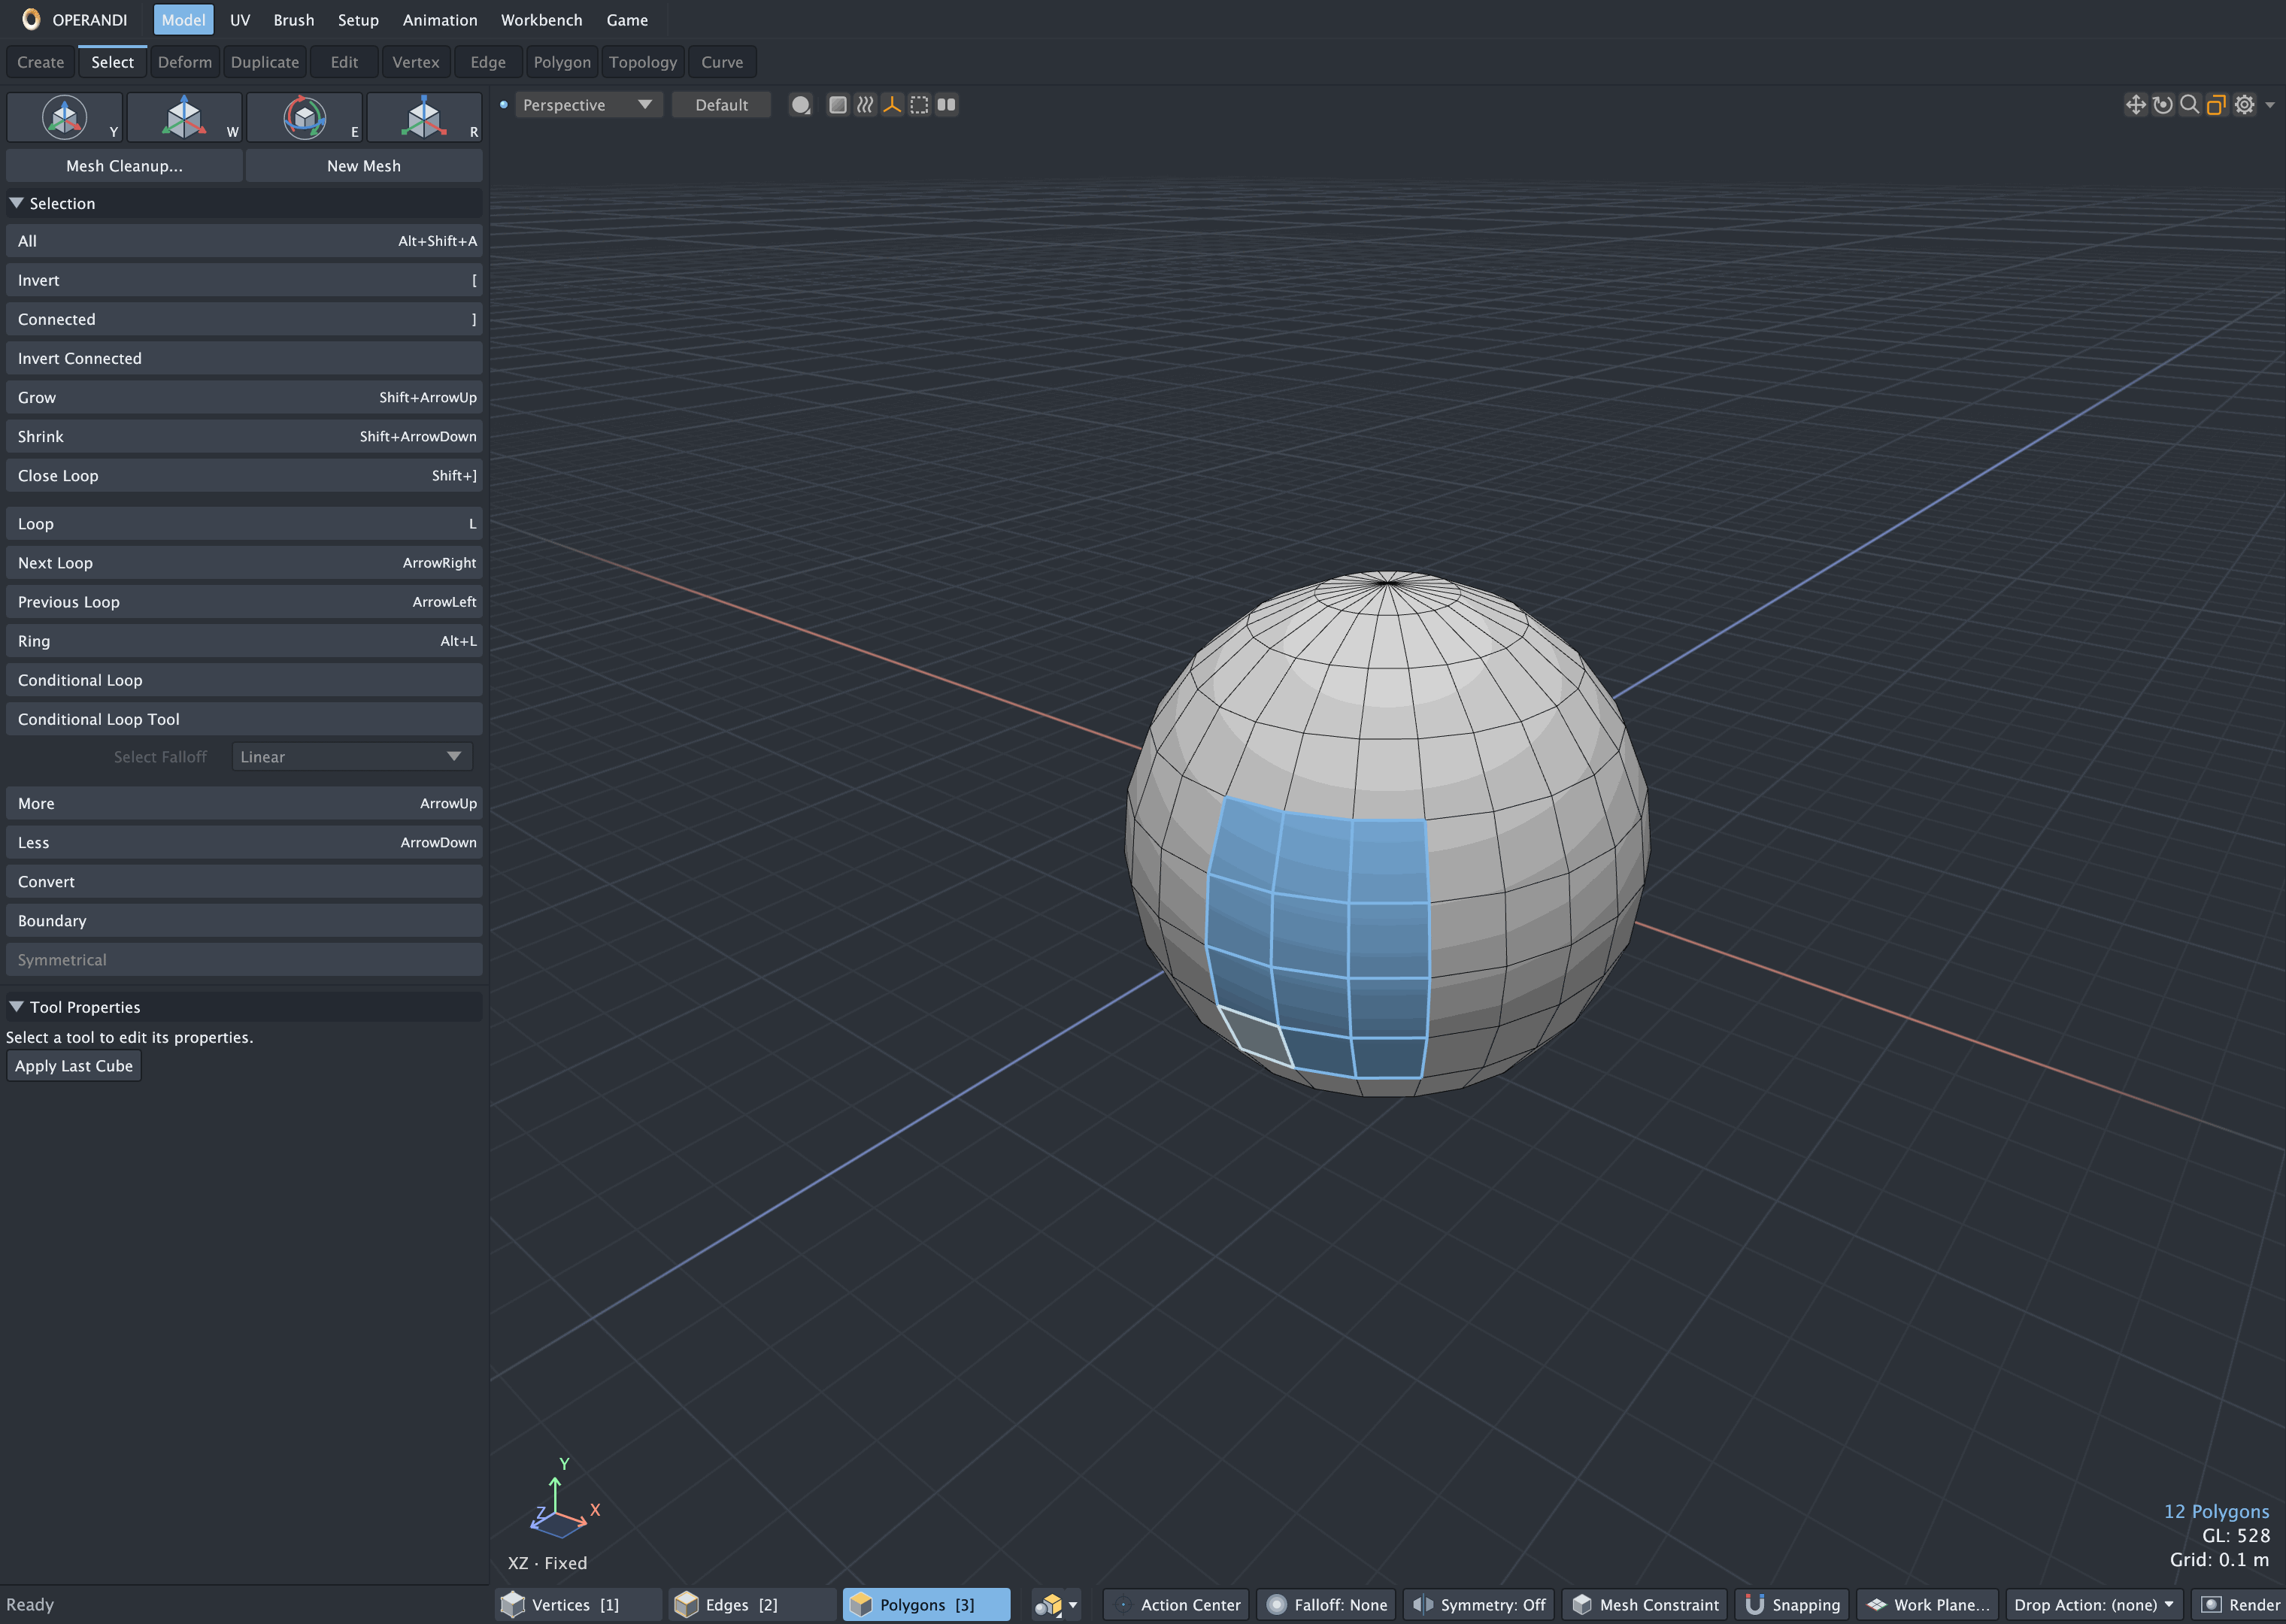 OPERANDI Model UV Brush Setup Animation Workbench Game
Create Select Deform Duplicate Edit Vertex Edge Polygon Topology Curve
Y W E R
Mesh Cleanup... New Mesh
Selection
All Alt+Shift+A
Invert [
Connected ]
Invert Connected
Grow Shift+ArrowUp
Shrink Shift+ArrowDown
Close Loop Shift+]
Loop L
Next Loop ArrowRight
Previous Loop ArrowLeft
Ring Alt+L
Conditional Loop
Conditional Loop Tool
Select Falloff Linear
More ArrowUp
Less ArrowDown
Convert
Boundary
Symmetrical
Tool Properties
Select a tool to edit its properties.
Apply Last Cube
Perspective Default
Y
Z X
XZ · Fixed
12 Polygons
GL: 528
Grid: 0.1 m
Ready Vertices [1] Edges [2] Polygons [3] Action Center Falloff: None Symmetry: Off Mesh Constraint Snapping Work Plane... Drop Action: (none) Render